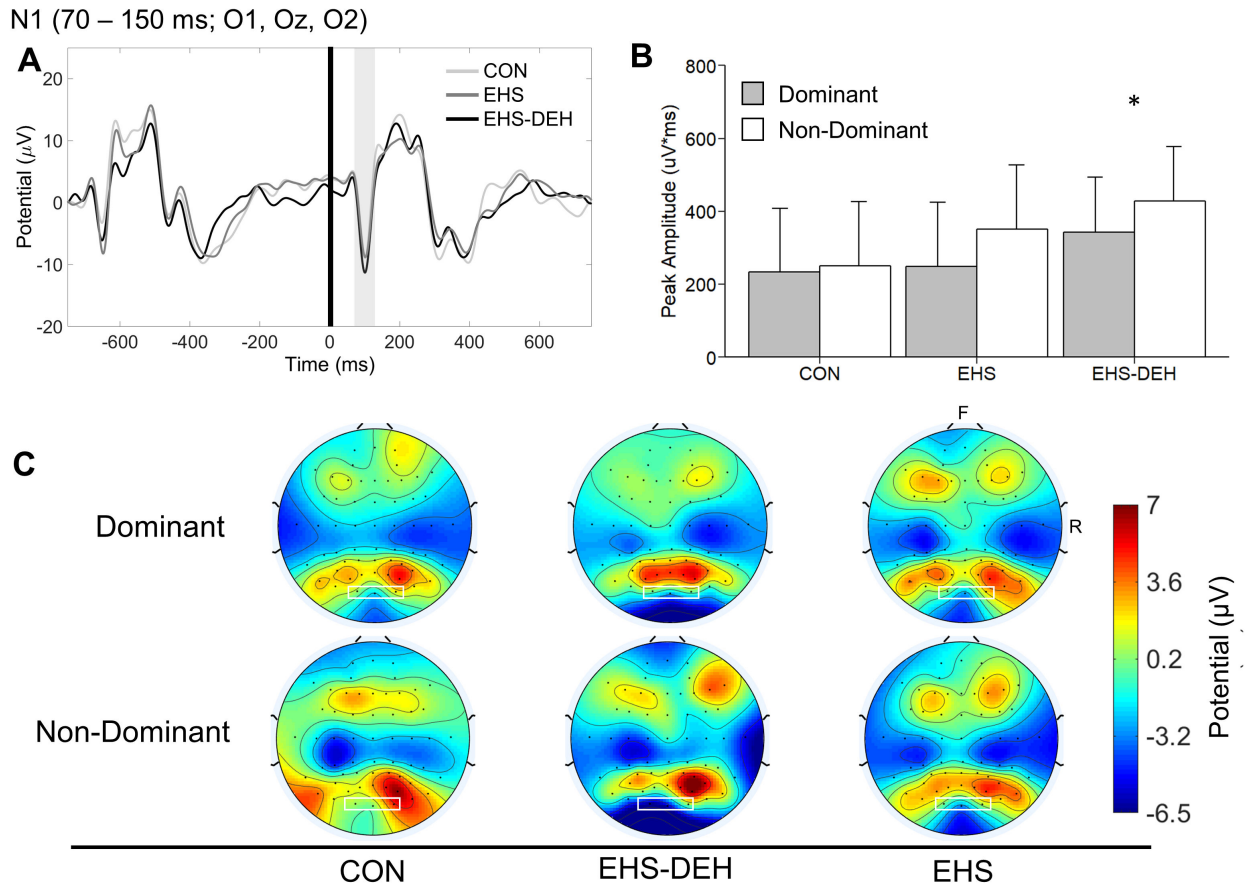 N1 (70 – 150 ms; O1, Oz, O2)
A
Potential (µV)
20
10
0
-10
-20
CON
EHS
EHS-DEH
-600
-400
-200
0
200
400
600
Time (ms)
B
Peak Amplitude (uV*ms)
800
600
400
200
0
Dominant
Non-Dominant
*
CON
EHS
EHS-DEH
C
F
R
Dominant
Non-Dominant
7
3.6
0.2
-3.2
-6.5
Potential (µV)
CON
EHS-DEH
EHS